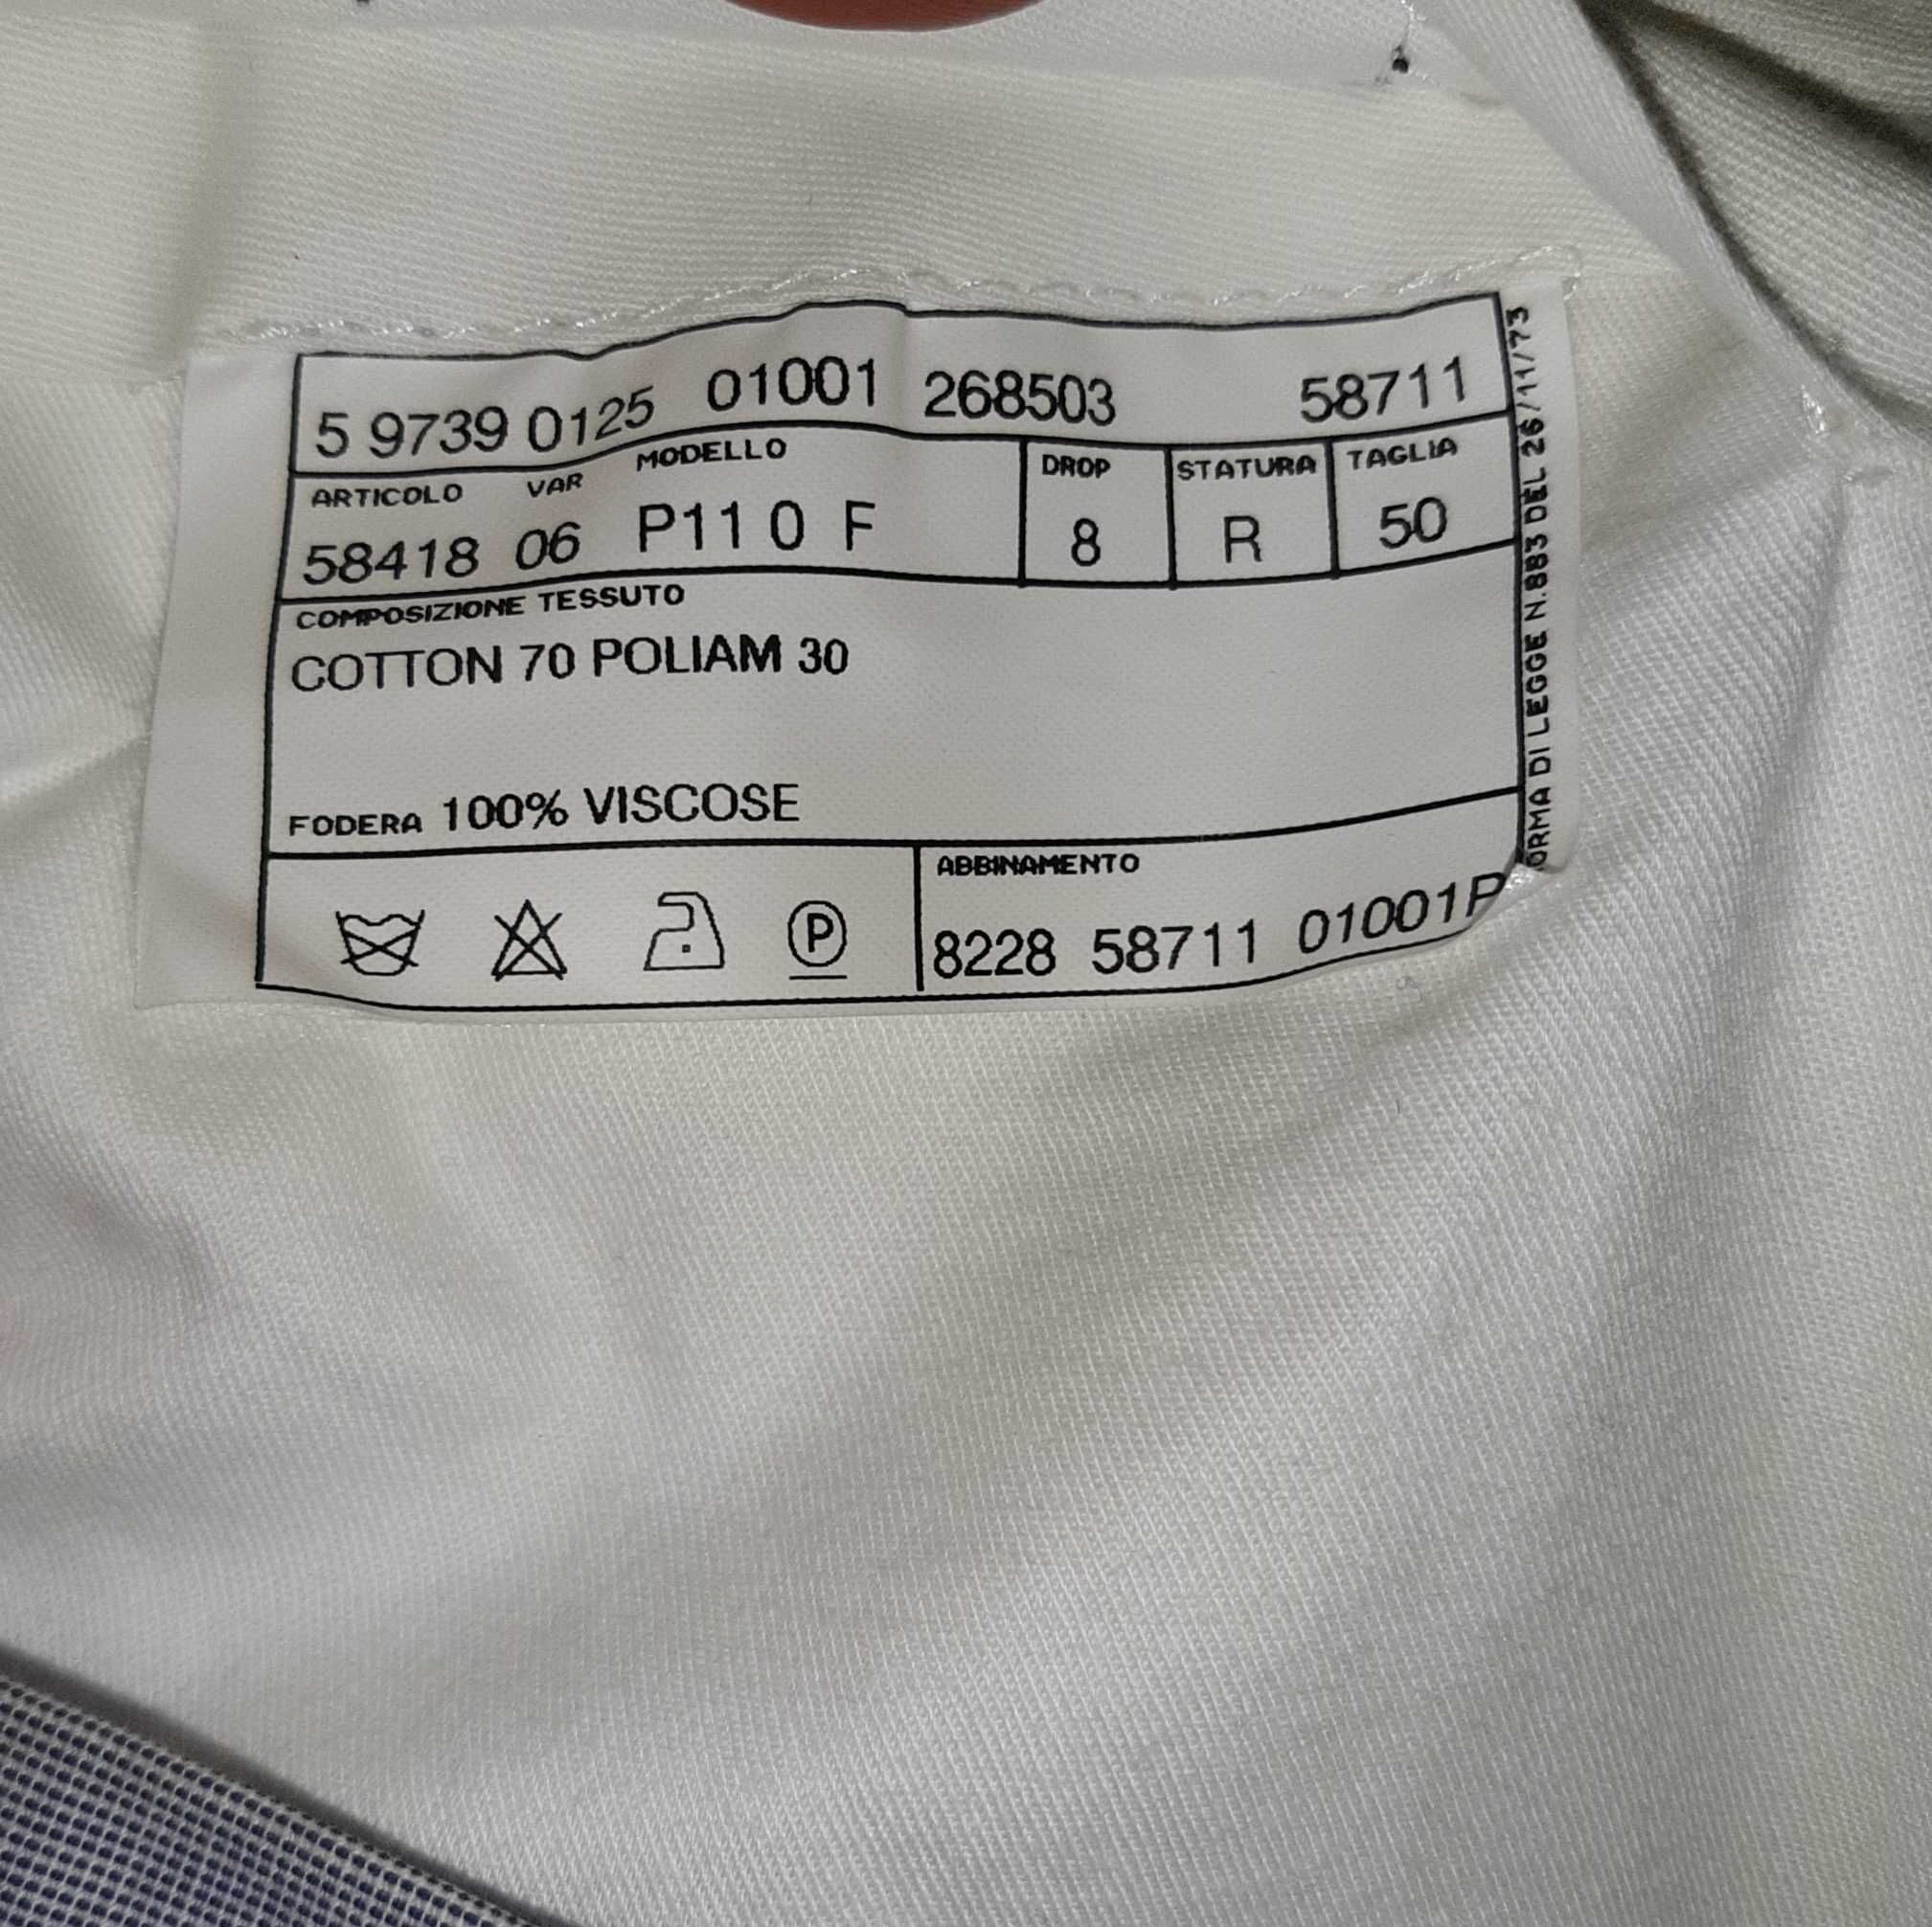 5 9739 0125 01001 268503 58711
ARTICOLO VAR MODELLO DROP STATURA TAGLIA
58418 06 P11 0 F 8 R 50
COMPOSIZIONE TESSUTO
COTTON 70 POLIAM 30
FODERA 100% VISCOSE
ABBINAMENTO
P
8228 58711 01001P
ORMA DI LEGGE N.883 DEL 26/11/73